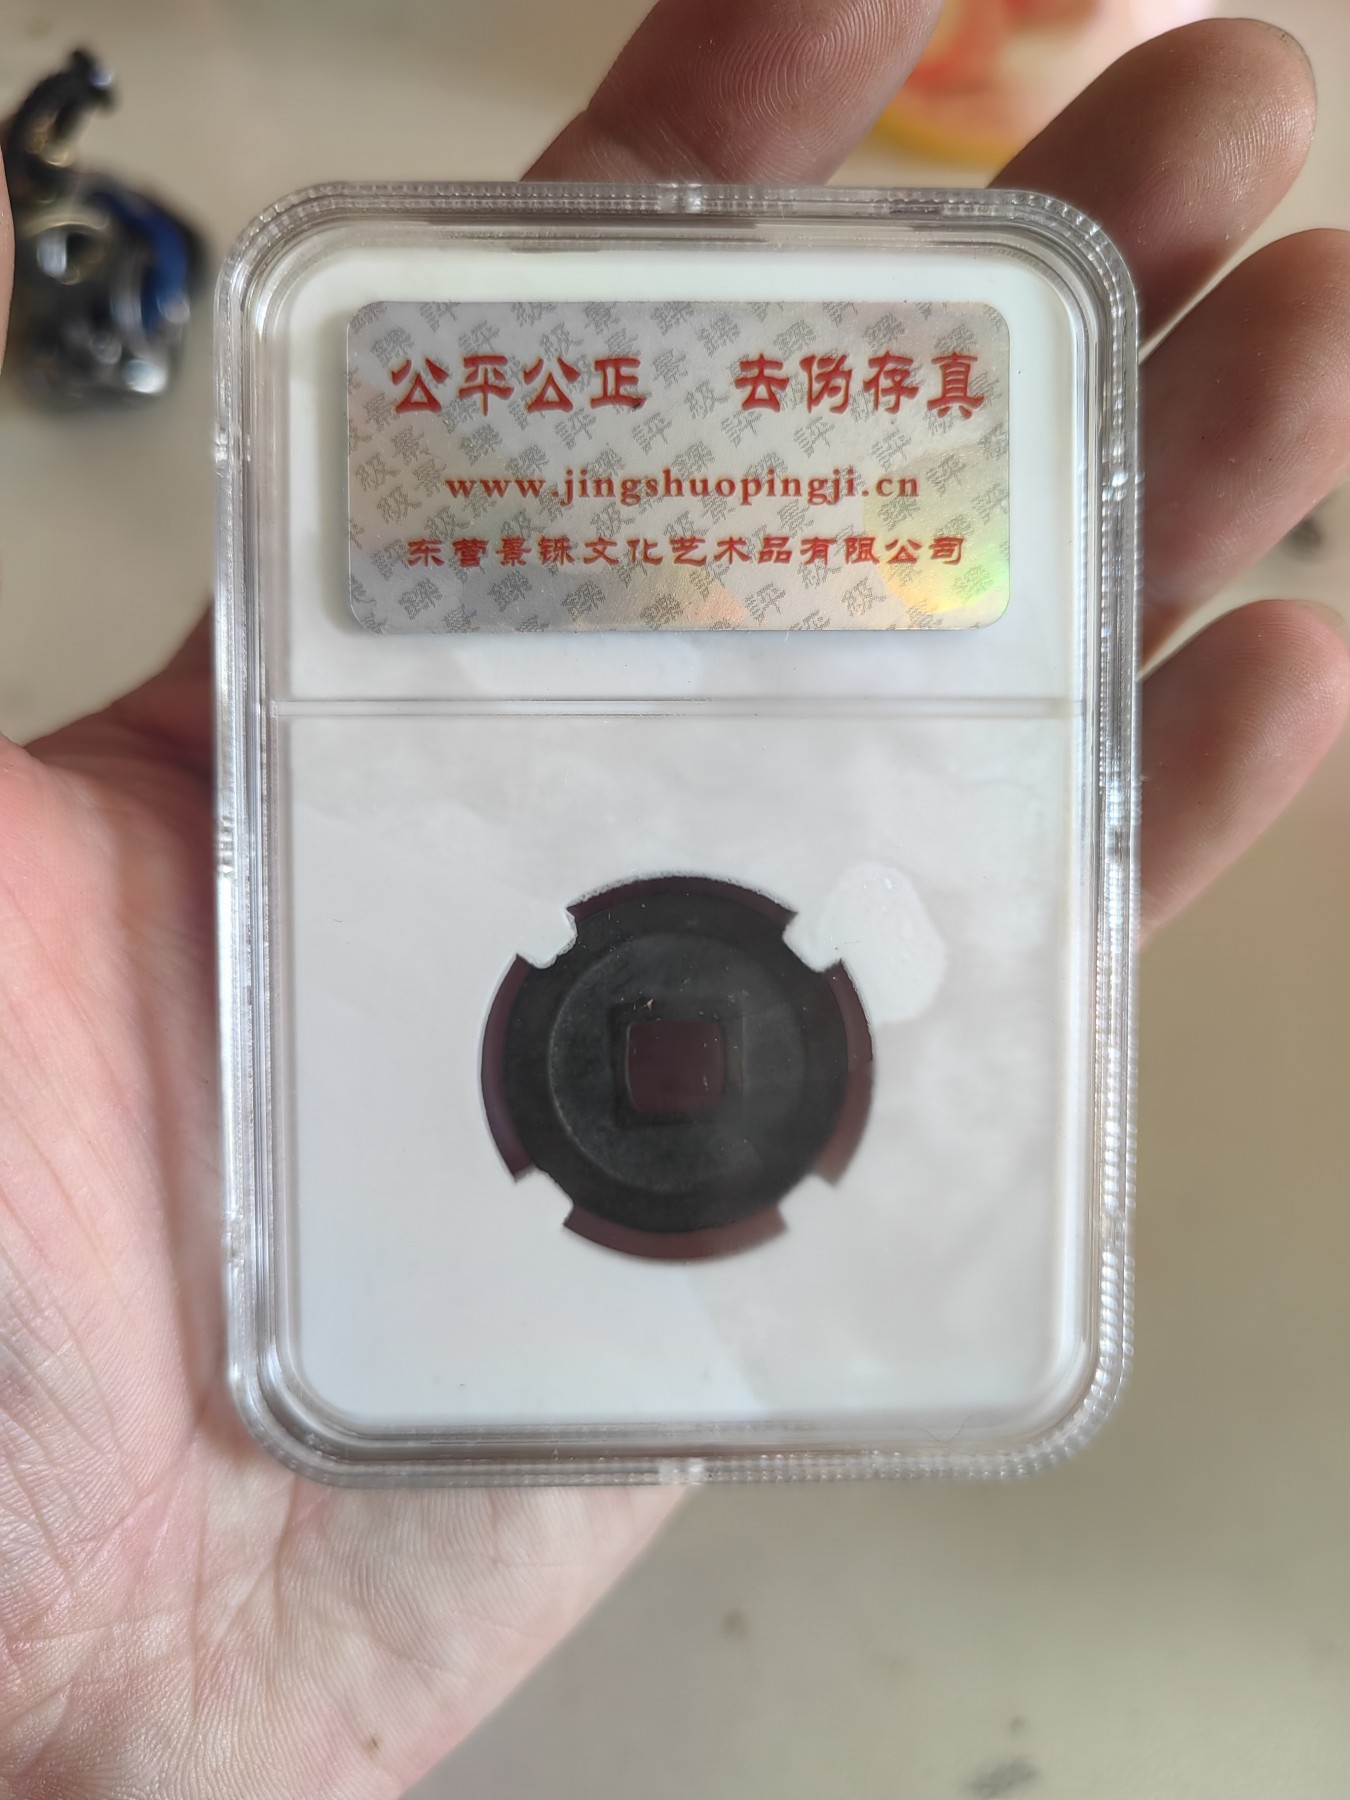 公平公正 去伪存真
www.jingshuopingji.cn
东营景铄文化艺术品有限公司